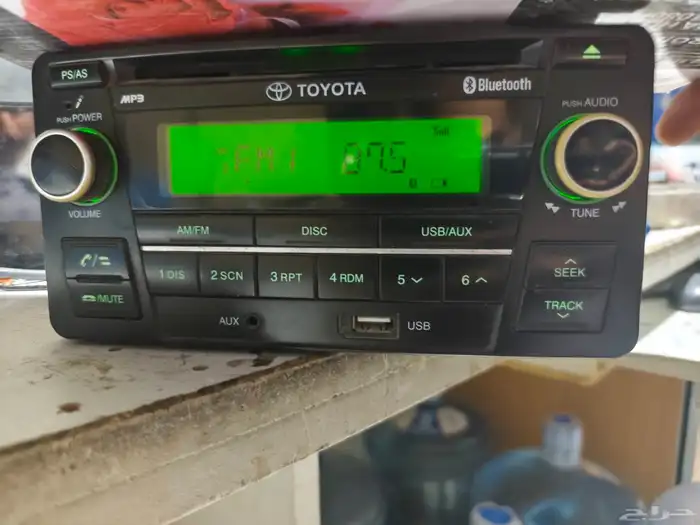 PS/AS
MP3
TOYOTA
Bluetooth
PUSH POWER
PUSH AUDIO
FM1 87.5
VOLUME
TUNE
AM/FM
DISC
USB/AUX
1 DIS
2 SCN
3 RPT
4 RDM
5
6
SEEK
/MUTE
TRACK
AUX
USB
حراج